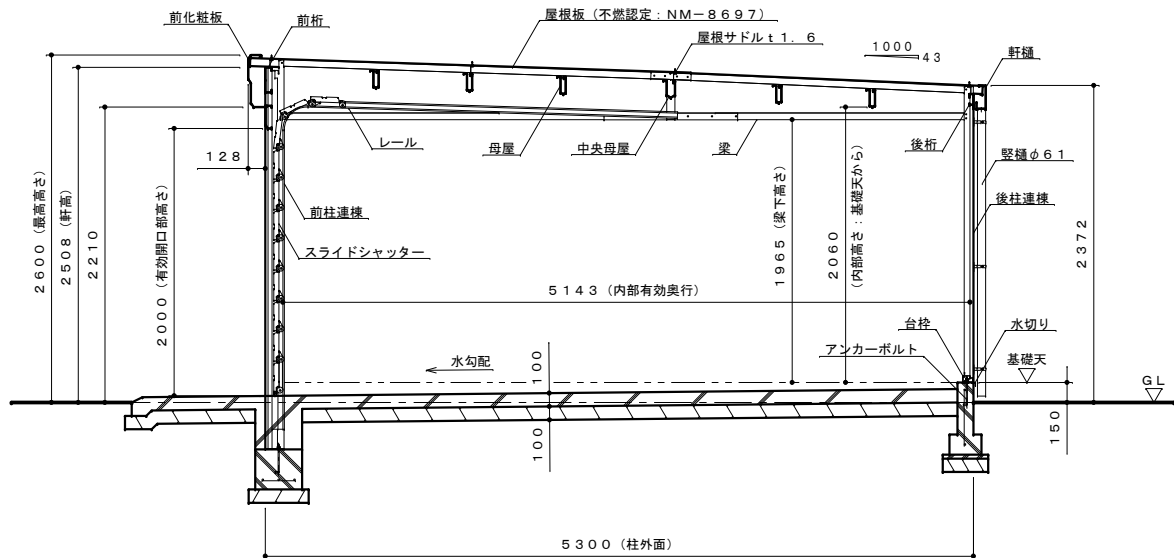 前化粧板
前桁
屋根板（不燃認定：ＮＭ－８６９７）
屋根サドルｔ１．６
１０００
４３
軒樋
レール
母屋
中央母屋
梁
後桁
竪樋φ６１
後柱連棟
前柱連棟
スライドシャッター
１２８
２６００（最高高さ）
２５０８（軒高）
２２１０
２０００（有効開口部高さ）
１９６５（梁下高さ）
２０６０
（内部高さ：基礎天から）
２３７２
５１４３（内部有効奥行）
台枠
水切り
アンカーボルト
基礎天
水勾配
１００
１００
ＧＬ
１５０
５３００（柱外面）